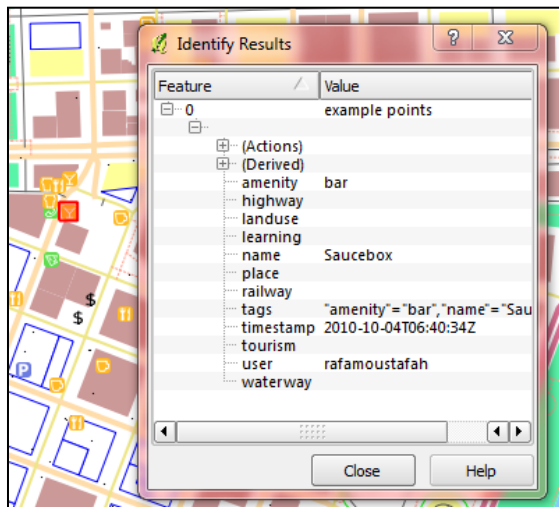 Identify Results
?
Feature Value
0 example points
(Actions)
(Derived)
amenity bar
highway
landuse
learning
name Saucebox
place
railway
tags "amenity"="bar","name"="Sau
timestamp 2010-10-04T06:40:34Z
tourism
user rafamoustafah
waterway
$
$
P
Close Help